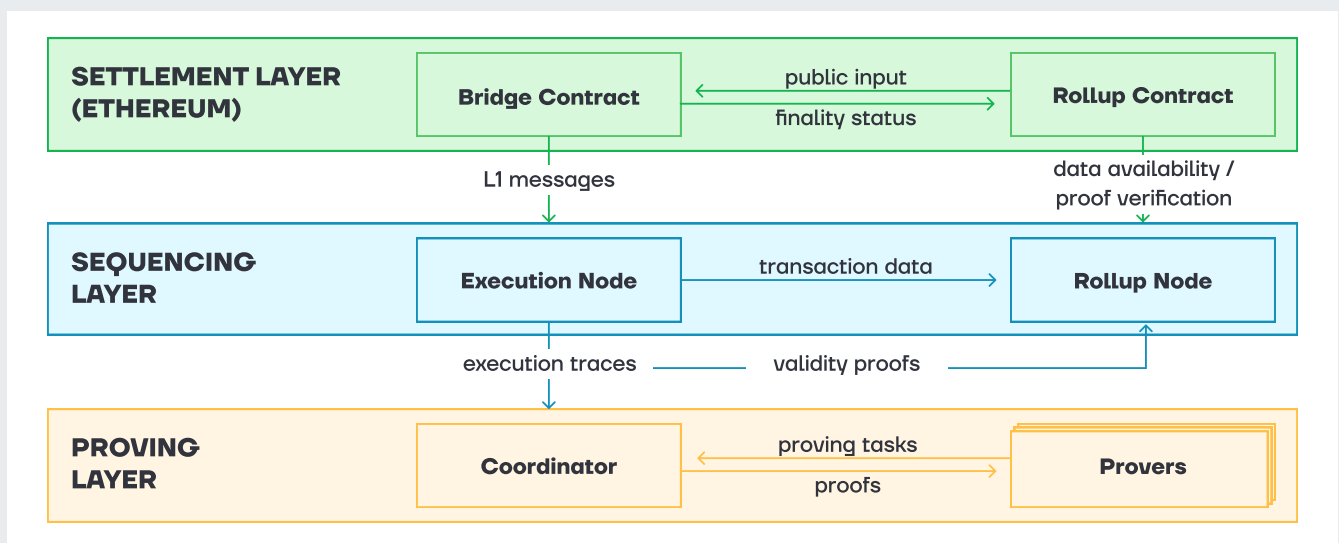 SETTLEMENT LAYER
(ETHEREUM)
Bridge Contract
public input
finality status
Rollup Contract
L1 messages
data availability /
proof verification
SEQUENCING
LAYER
Execution Node
transaction data
Rollup Node
execution traces
validity proofs
PROVING
LAYER
Coordinator
proving tasks
proofs
Provers